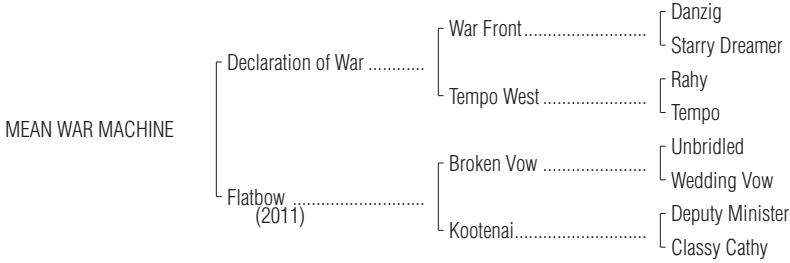 Danzig
War Front..........................
Starry Dreamer
Declaration of War ............
Rahy
Tempo West ......................
Tempo
MEAN WAR MACHINE
Unbridled
Broken Vow ......................
Wedding Vow
Flatbow ............................
(2011)
Deputy Minister
Kootenai............................
Classy Cathy